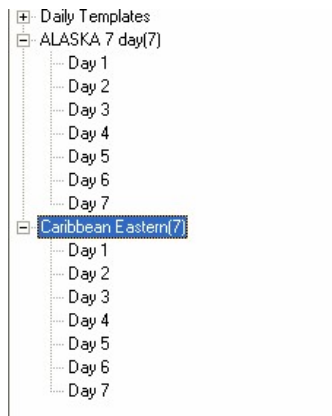 Daily Templates
ALASKA 7 day(7)
Day 1
Day 2
Day 3
Day 4
Day 5
Day 6
Day 7
Caribbean Eastern(7)
Day 1
Day 2
Day 3
Day 4
Day 5
Day 6
Day 7